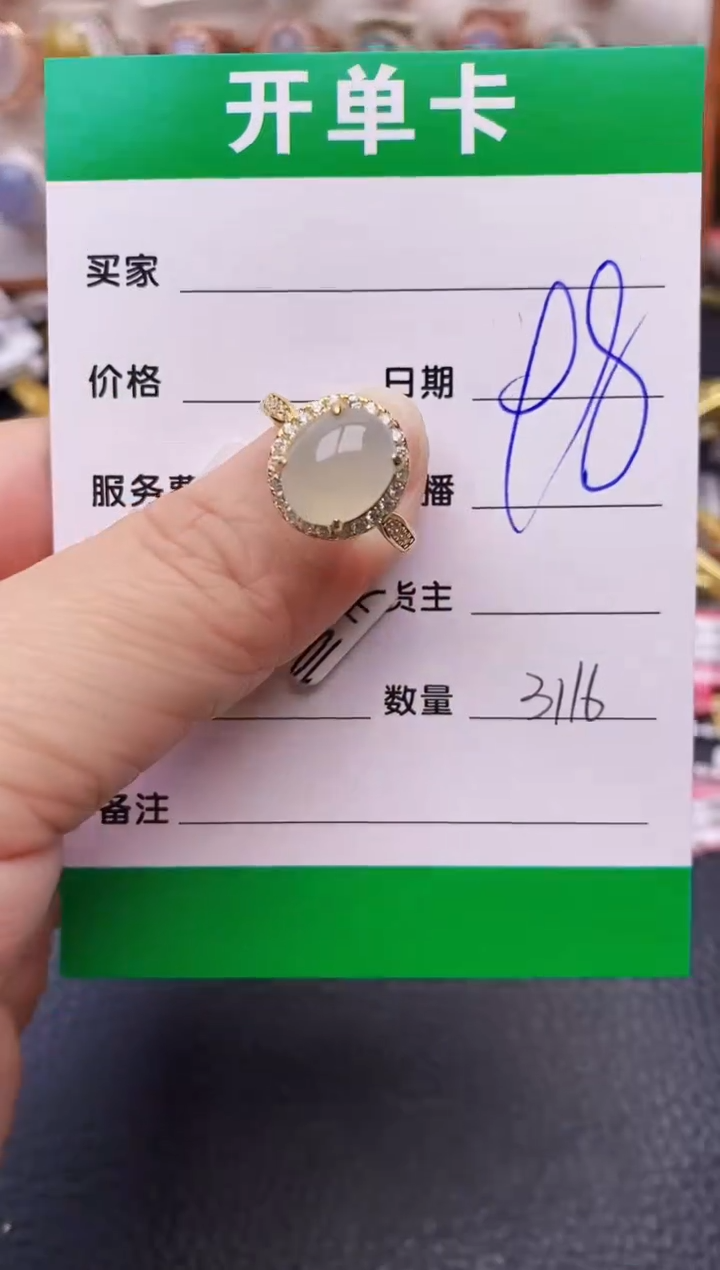 开单卡
买家
价格 日期
服务费 播
货主
数量 3116
备注